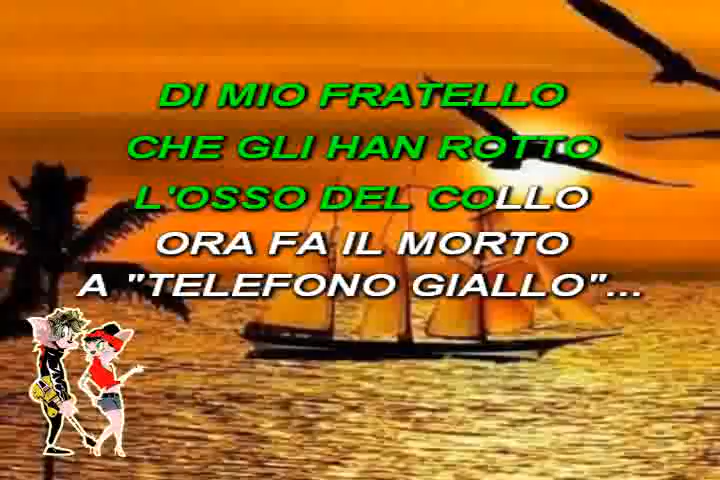 DI MIO FRATELLO
CHE GLI HAN ROTTO
L'OSSO DEL COLLO
ORA FA IL MORTO
A "TELEFONO GIALLO"...